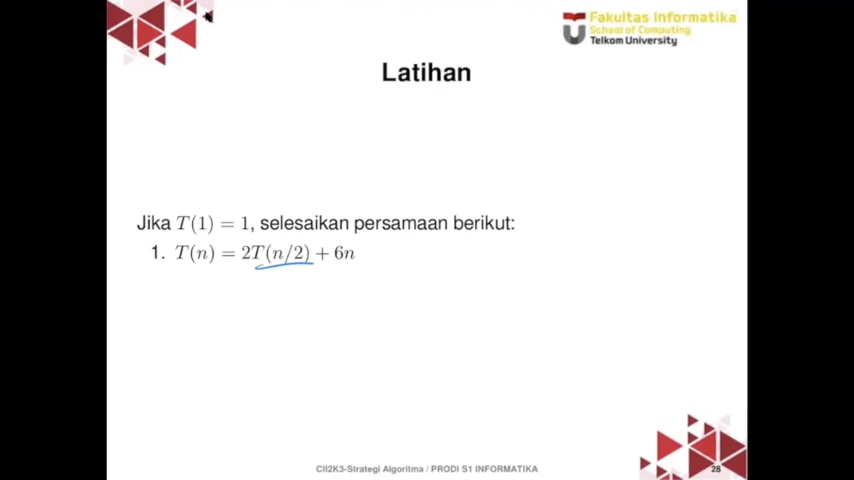 Fakultas Informatika
School of Computing
Telkom University
Latihan
Jika T(1) = 1, selesaikan persamaan berikut:
1. T(n) = 2T(n/2) + 6n
CII2K3-Strategi Algoritma / PRODI S1 INFORMATIKA
28